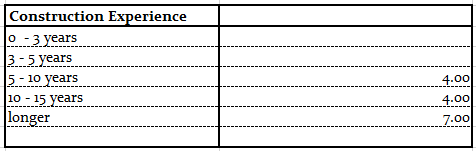 Construction Experience
0 - 3 years
3 - 5 years
5 - 10 years 4.00
10 - 15 years 4.00
longer 7.00